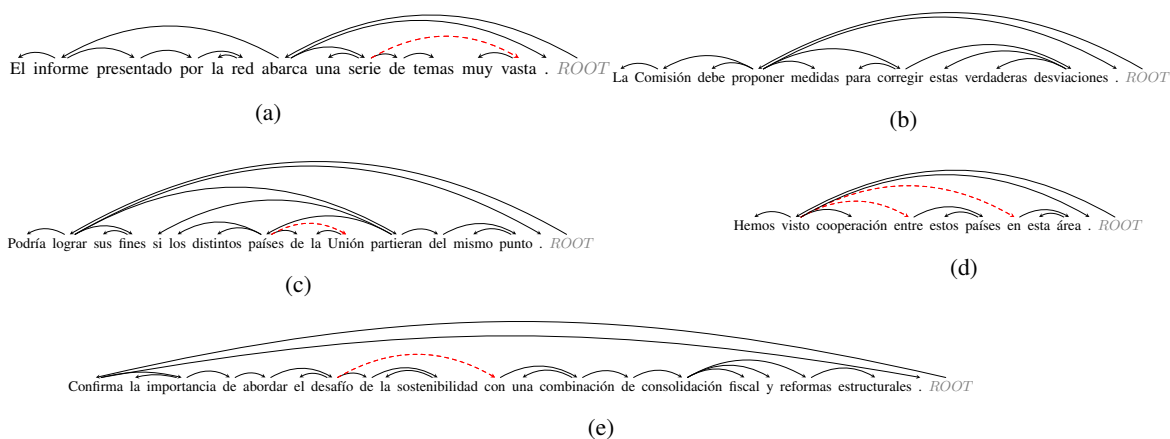 El informe presentado por la red abarca una serie de temas muy vasta . ROOT
(a)
La Comisión debe proponer medidas para corregir estas verdaderas desviaciones . ROOT
(b)
Podría lograr sus fines si los distintos países de la Unión partieran del mismo punto . ROOT
(c)
Hemos visto cooperación entre estos países en esta área . ROOT
(d)
Confirma la importancia de abordar el desafío de la sostenibilidad con una combinación de consolidación fiscal y reformas estructurales . ROOT
(e)